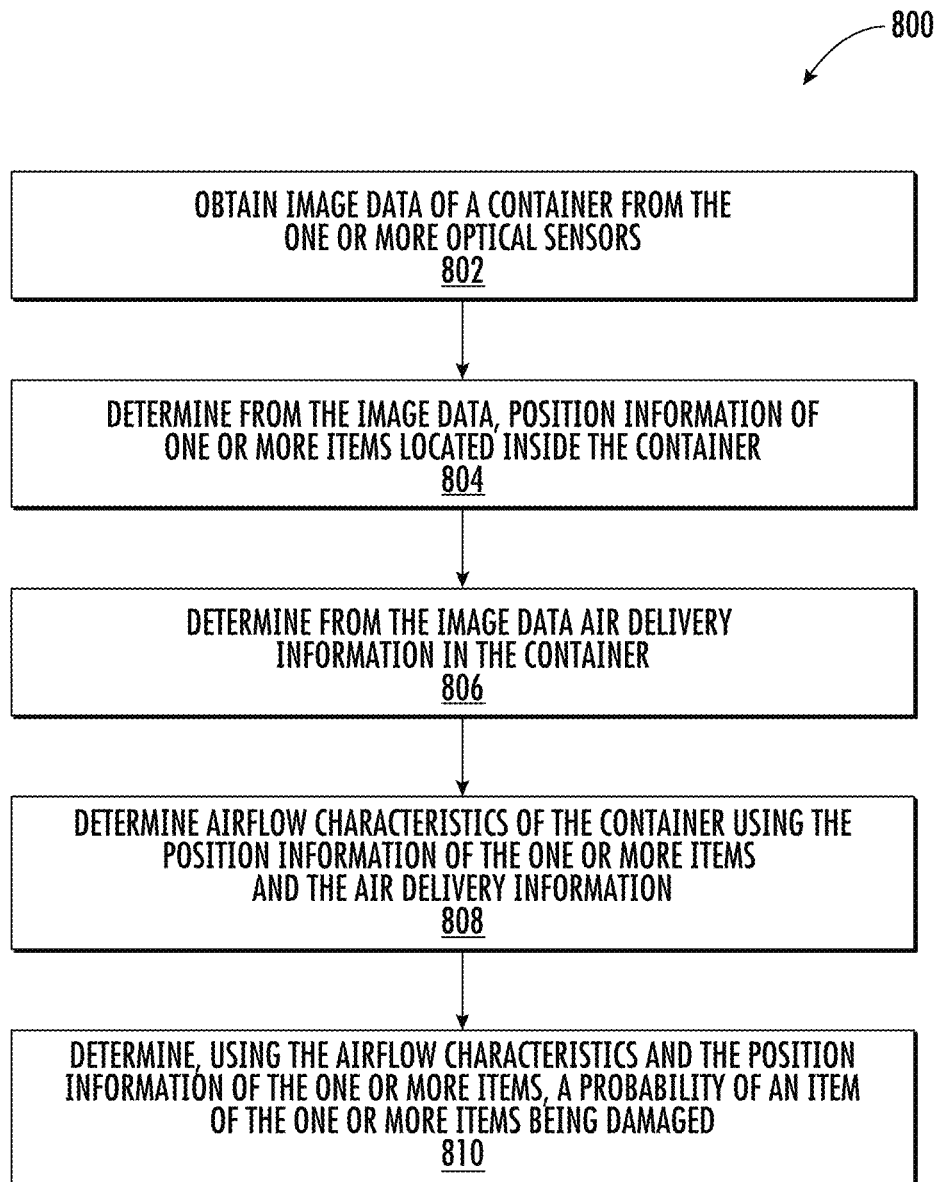 800
OBTAIN IMAGE DATA OF A CONTAINER FROM THE
ONE OR MORE OPTICAL SENSORS
802
DETERMINE FROM THE IMAGE DATA, POSITION INFORMATION OF
ONE OR MORE ITEMS LOCATED INSIDE THE CONTAINER
804
DETERMINE FROM THE IMAGE DATA AIR DELIVERY
INFORMATION IN THE CONTAINER
806
DETERMINE AIRFLOW CHARACTERISTICS OF THE CONTAINER USING THE
POSITION INFORMATION OF THE ONE OR MORE ITEMS
AND THE AIR DELIVERY INFORMATION
808
DETERMINE, USING THE AIRFLOW CHARACTERISTICS AND THE POSITION
INFORMATION OF THE ONE OR MORE ITEMS, A PROBABILITY OF AN ITEM
OF THE ONE OR MORE ITEMS BEING DAMAGED
810